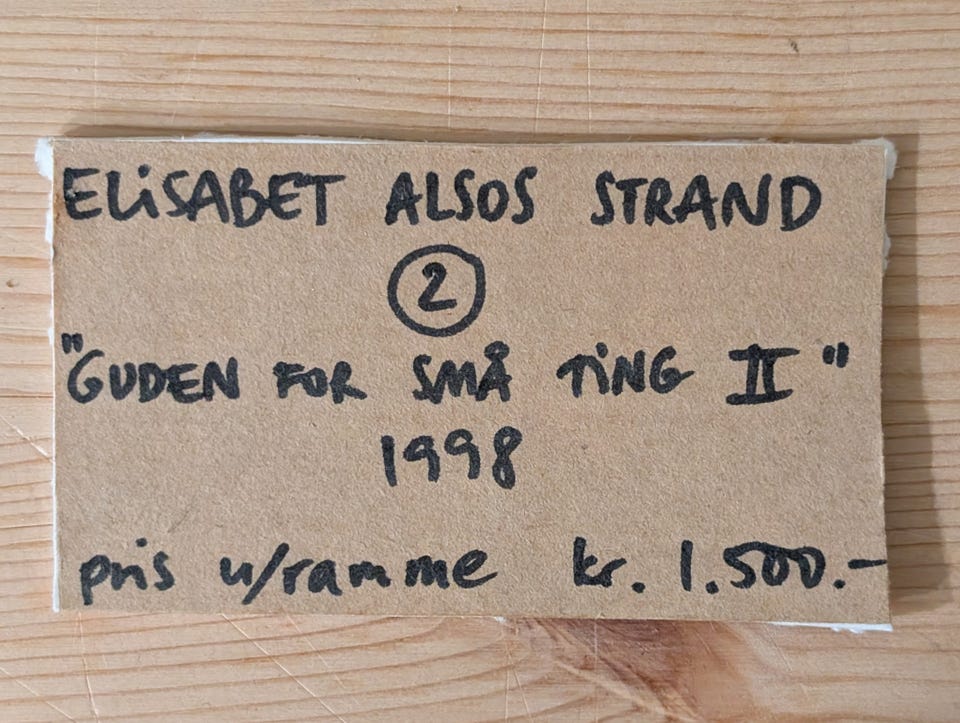 ELiSABET ALSOS STRAND
2
"GUDEN FOR SMÅ TiNG II"
1998
pris u/ramme kr. 1.500.-